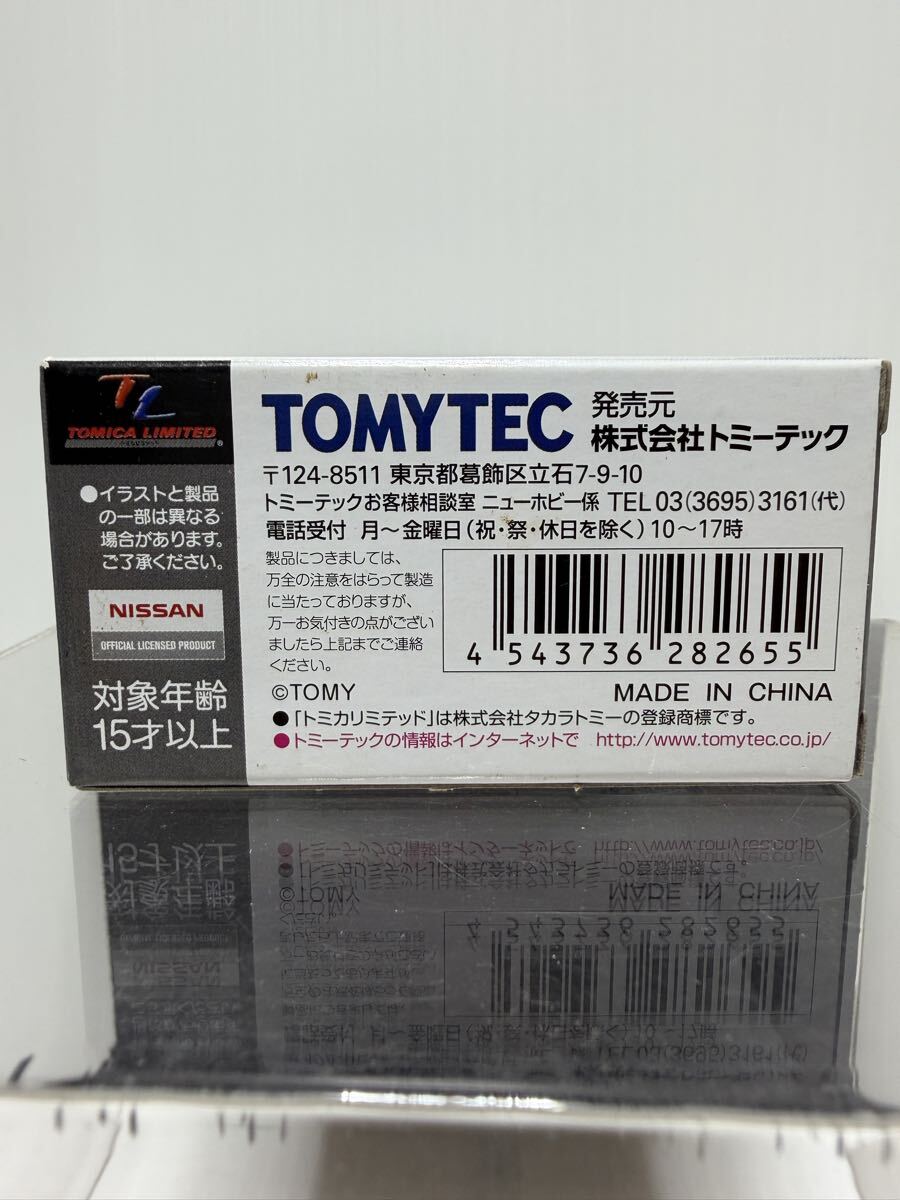 TL
TOMICA LIMITED
●イラストと製品
の一部は異なる
場合があります。
ご了承ください。
NISSAN
OFFICIAL LICENSED PRODUCT
対象年齢
15才以上
TOMYTEC
発売元
株式会社トミーテック
〒124-8511 東京都葛飾区立石7-9-10
トミーテックお客様相談室 ニューホビー係 TEL 03(3695)3161(代)
電話受付 月〜金曜日(祝・祭・休日を除く)10〜17時
製品につきましては、
万全の注意をはらって製造
に当たっておりますが、
万一お気付きの点がござい
ましたら上記までご連絡
ください。
4 543736 282655
©TOMY
MADE IN CHINA
●「トミカリミテッド」は株式会社タカラトミーの登録商標です。
●トミーテックの情報はインターネットで http://www.tomytec.co.jp/